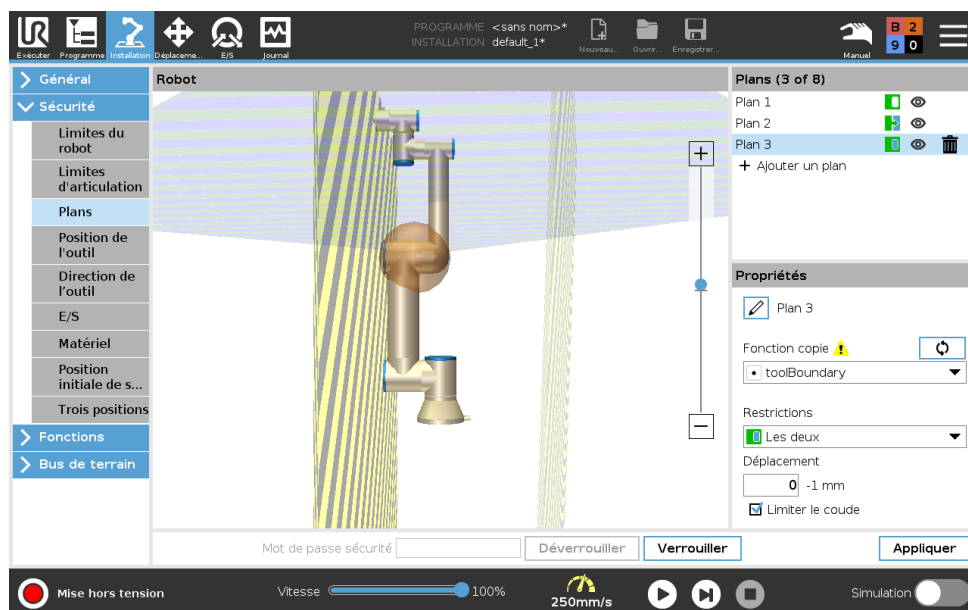 PROGRAMME <sans nom>*
INSTALLATION default_1*
Exécuter
Programme
Installation
Déplaceme...
E/S
Journal
Nouveau...
Ouvrir...
Enregistrer...
Manuel
B 2
9 0
Général
Sécurité
Limites du
robot
Limites
d'articulation
Plans
Position de
l'outil
Direction de
l'outil
E/S
Matériel
Position
initiale de s...
Trois positions
Fonctions
Bus de terrain
Robot
Plans (3 of 8)
Plan 1
Plan 2
Plan 3
+ Ajouter un plan
Propriétés
Plan 3
Fonction copie
toolBoundary
Restrictions
Les deux
Déplacement
0 -1 mm
Limiter le coude
Mot de passe sécurité
Déverrouiller
Verrouiller
Appliquer
Mise hors tension
Vitesse
100%
250mm/s
Simulation